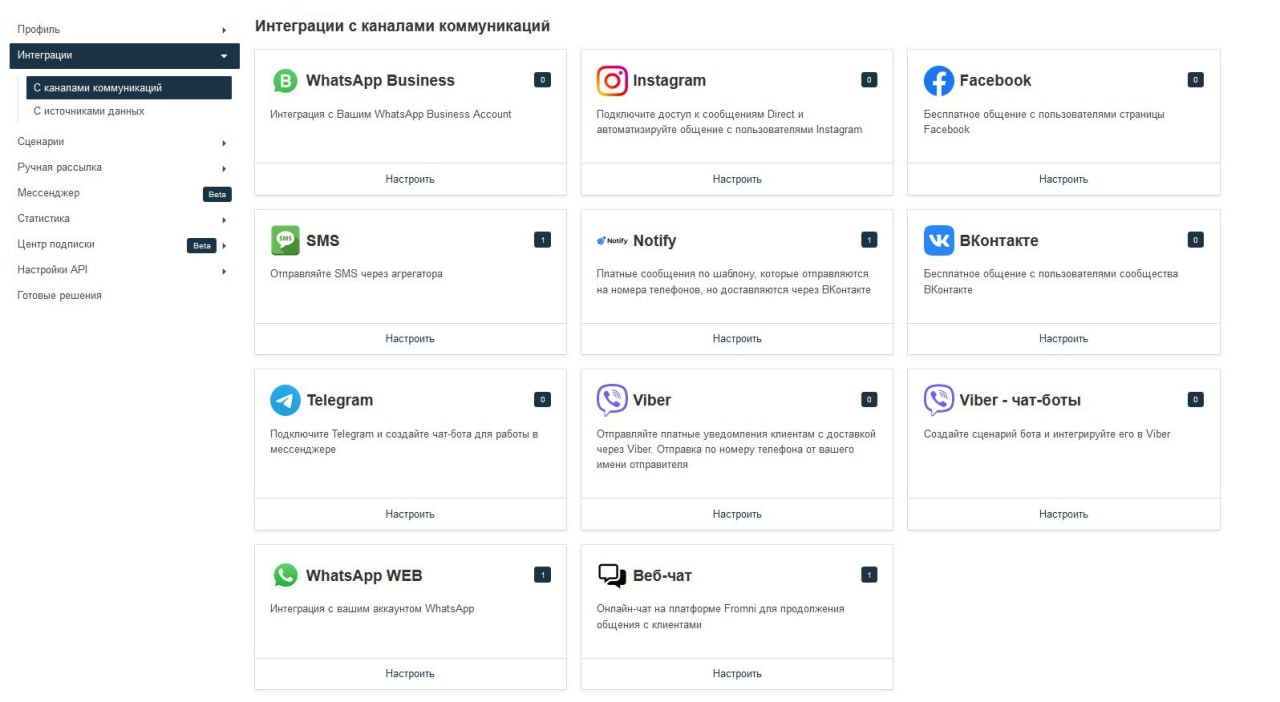 Профиль
Интеграции
С каналами коммуникаций
С источниками данных
Сценарии
Ручная рассылка
Мессенджер
Beta
Статистика
Центр подписки
Beta
Настройки API
Готовые решения
Интеграции с каналами коммуникаций
WhatsApp Business
0
Интеграция с Вашим WhatsApp Business Account
Настроить
Instagram
0
Подключите доступ к сообщениям Direct и
автоматизируйте общение с пользователями Instagram
Настроить
Facebook
0
Бесплатное общение с пользователями страницы
Facebook
Настроить
SMS
SMS
1
Отправляйте SMS через агрегатора
Настроить
Notify
Notify
1
Платные сообщения по шаблону, которые отправляются
на номера телефонов, но доставляются через ВКонтакте
Настроить
ВКонтакте
0
Бесплатное общение с пользователями сообщества
ВКонтакте
Настроить
Telegram
0
Подключите Telegram и создайте чат-бота для работы в
мессенджере
Настроить
Viber
0
Отправляйте платные уведомления клиентам с доставкой
через Viber. Отправка по номеру телефона от вашего
имени отправителя
Настроить
Viber - чат-боты
0
Создайте сценарий бота и интегрируйте его в Viber
Настроить
WhatsApp WEB
1
Интеграция с вашим аккаунтом WhatsApp
Настроить
Веб-чат
1
Онлайн-чат на платформе Fromni для продолжения
общения с клиентами
Настроить